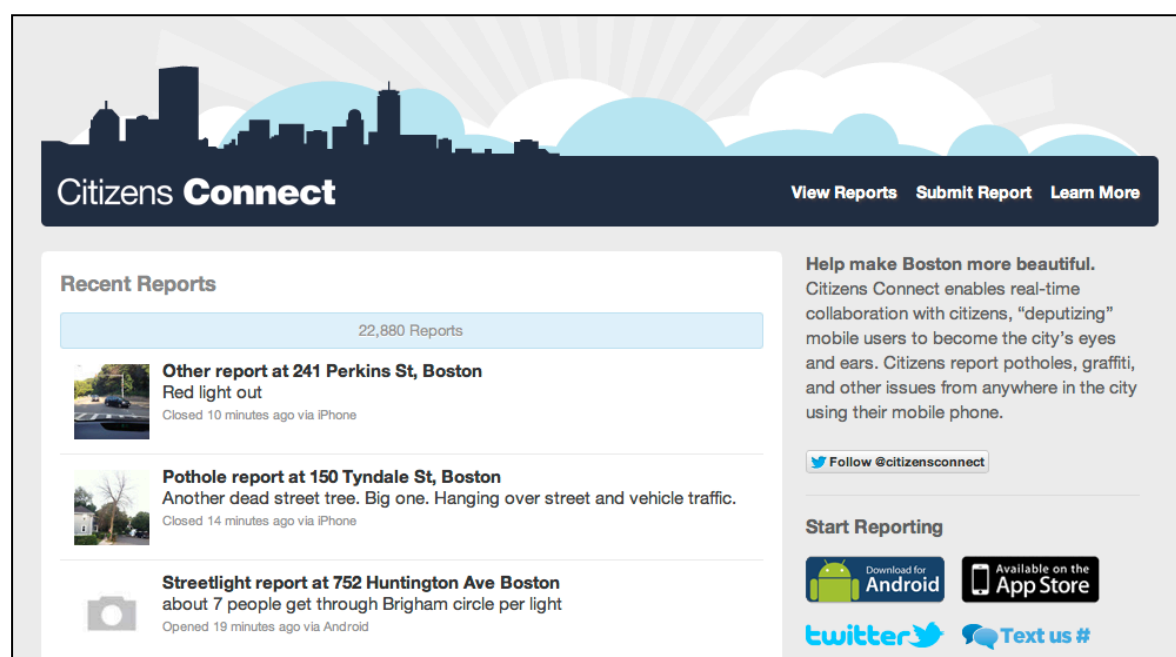 Citizens Connect
View Reports Submit Report Learn More
Recent Reports
22,880 Reports
Other report at 241 Perkins St, Boston
Red light out
Closed 10 minutes ago via iPhone
Pothole report at 150 Tyndale St, Boston
Another dead street tree. Big one. Hanging over street and vehicle traffic.
Closed 14 minutes ago via iPhone
Streetlight report at 752 Huntington Ave Boston
about 7 people get through Brigham circle per light
Opened 19 minutes ago via Android
Help make Boston more beautiful.
Citizens Connect enables real-time
collaboration with citizens, “deputizing”
mobile users to become the city’s eyes
and ears. Citizens report potholes, graffiti,
and other issues from anywhere in the city
using their mobile phone.
Follow @citizensconnect
Start Reporting
Download for
Android
Available on the
App Store
twitter
Text us #